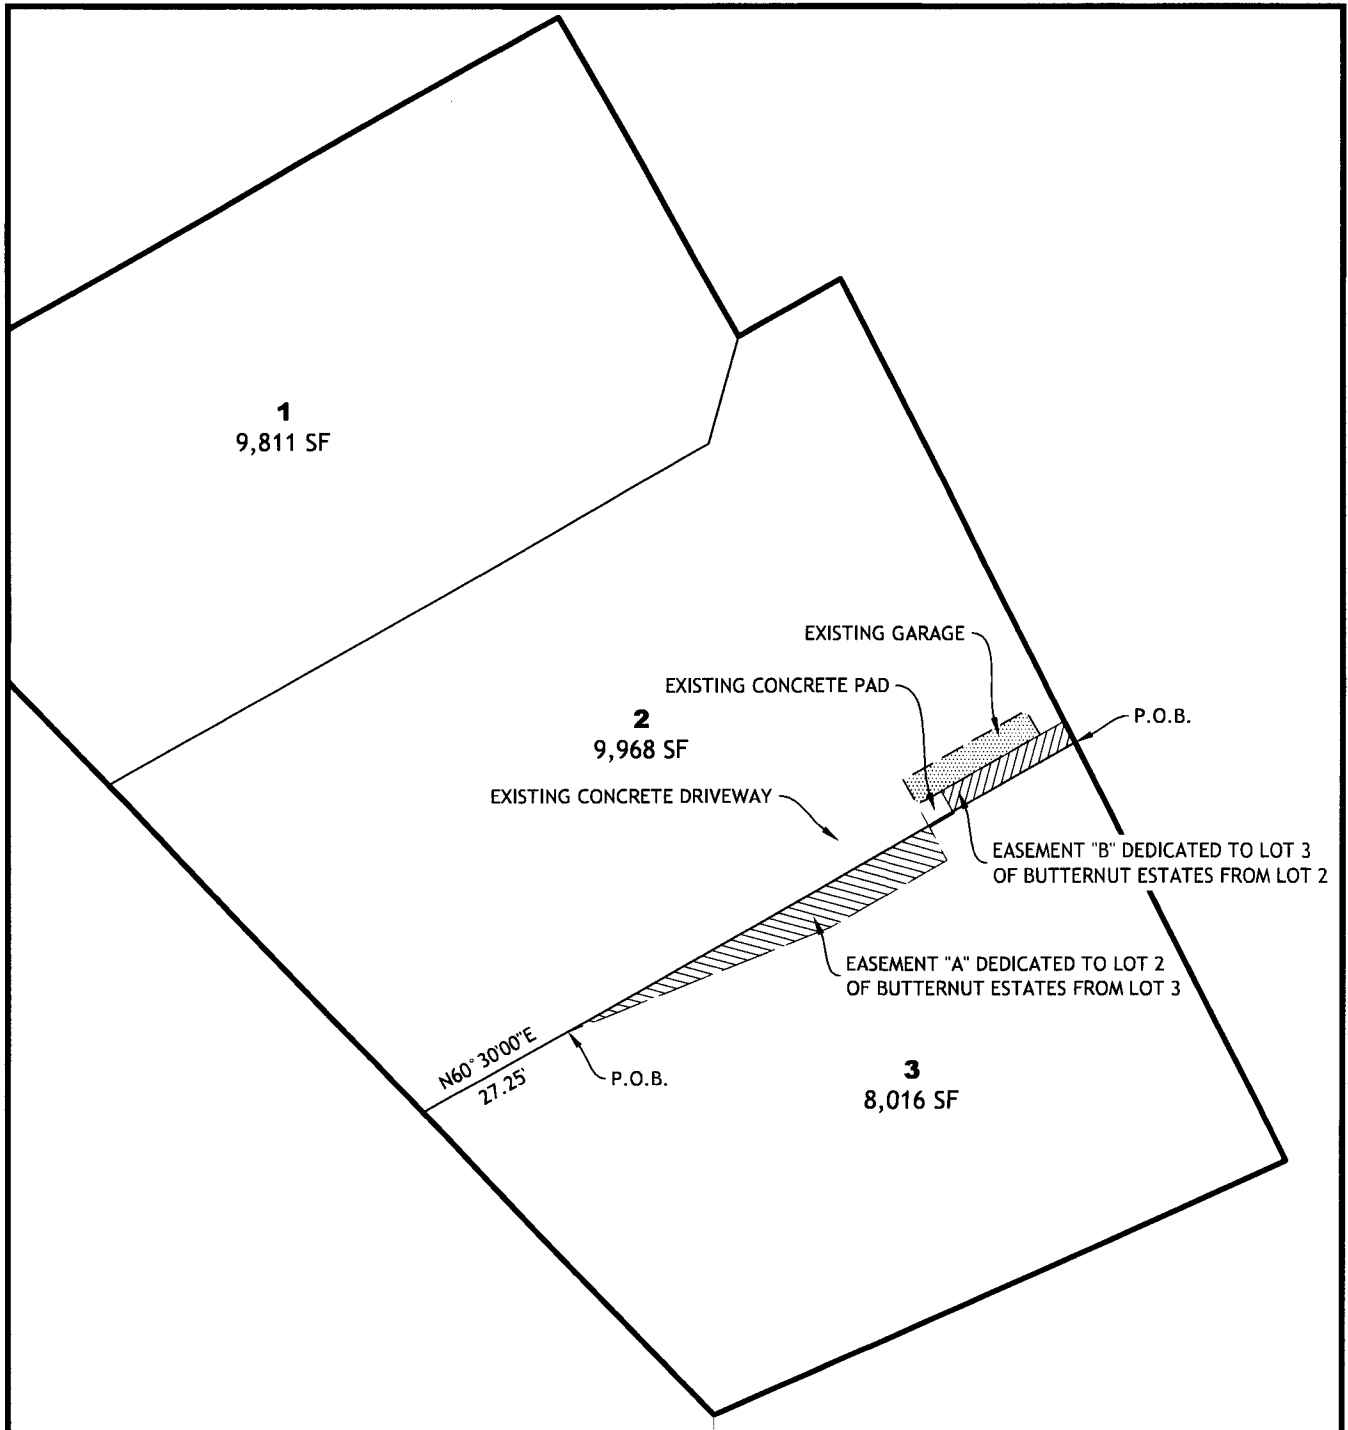 1
9,811 SF
EXISTING GARAGE
EXISTING CONCRETE PAD
2
9,968 SF
P.O.B.
EXISTING CONCRETE DRIVEWAY
EASEMENT "B" DEDICATED TO LOT 3
OF BUTTERNUT ESTATES FROM LOT 2
EASEMENT "A" DEDICATED TO LOT 2
OF BUTTERNUT ESTATES FROM LOT 3
N60°30'00"E
27.25'
P.O.B.
3
8,016 SF